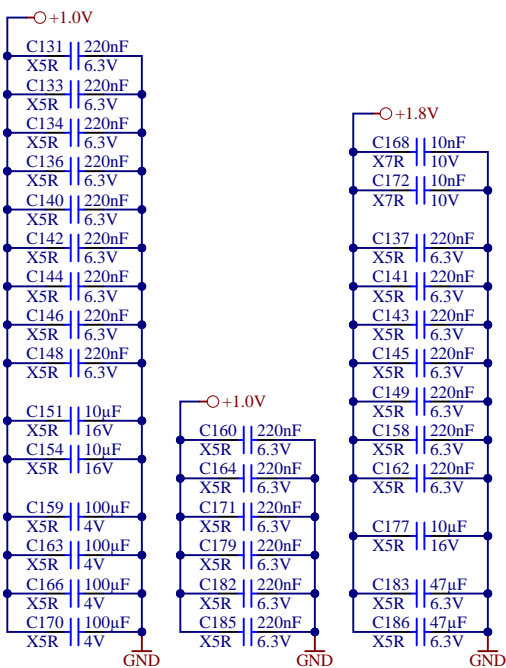 +1.0V
C131 220nF
X5R 6.3V
C133 220nF
X5R 6.3V
C134 220nF
X5R 6.3V
C136 220nF
X5R 6.3V
C140 220nF
X5R 6.3V
C142 220nF
X5R 6.3V
C144 220nF
X5R 6.3V
C146 220nF
X5R 6.3V
C148 220nF
X5R 6.3V
C151 10µF
X5R 16V
C154 10µF
X5R 16V
C159 100µF
X5R 4V
C163 100µF
X5R 4V
C166 100µF
X5R 4V
C170 100µF
X5R 4V
GND
+1.0V
C160 220nF
X5R 6.3V
C164 220nF
X5R 6.3V
C171 220nF
X5R 6.3V
C179 220nF
X5R 6.3V
C182 220nF
X5R 6.3V
C185 220nF
X5R 6.3V
GND
+1.8V
C168 10nF
X7R 10V
C172 10nF
X7R 10V
C137 220nF
X5R 6.3V
C141 220nF
X5R 6.3V
C143 220nF
X5R 6.3V
C145 220nF
X5R 6.3V
C149 220nF
X5R 6.3V
C158 220nF
X5R 6.3V
C162 220nF
X5R 6.3V
C177 10µF
X5R 16V
C183 47µF
X5R 6.3V
C186 47µF
X5R 6.3V
GND